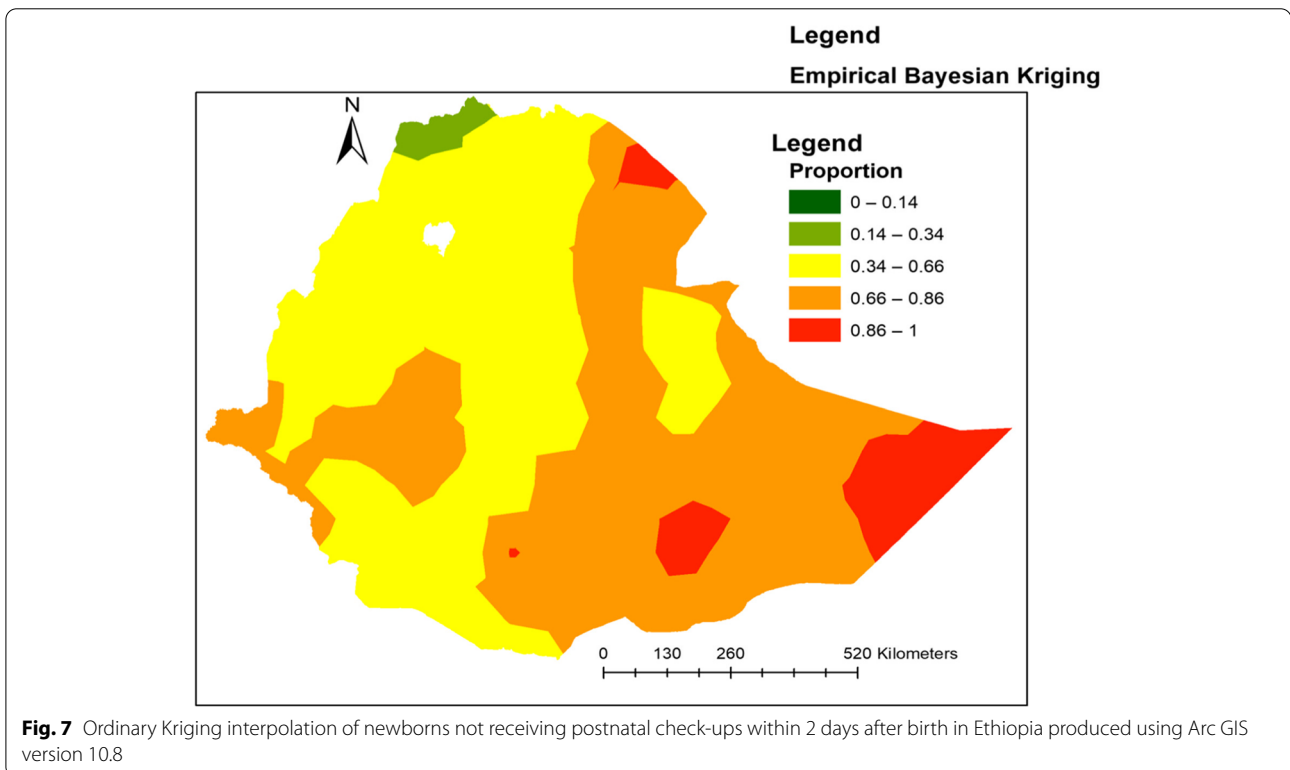 Legend
Empirical Bayesian Kriging
N
Legend
Proportion
0 – 0.14
0.14 – 0.34
0.34 – 0.66
0.66 – 0.86
0.86 – 1
0 130 260 520 Kilometers
Fig. 7 Ordinary Kriging interpolation of newborns not receiving postnatal check-ups within 2 days after birth in Ethiopia produced using Arc GIS
version 10.8